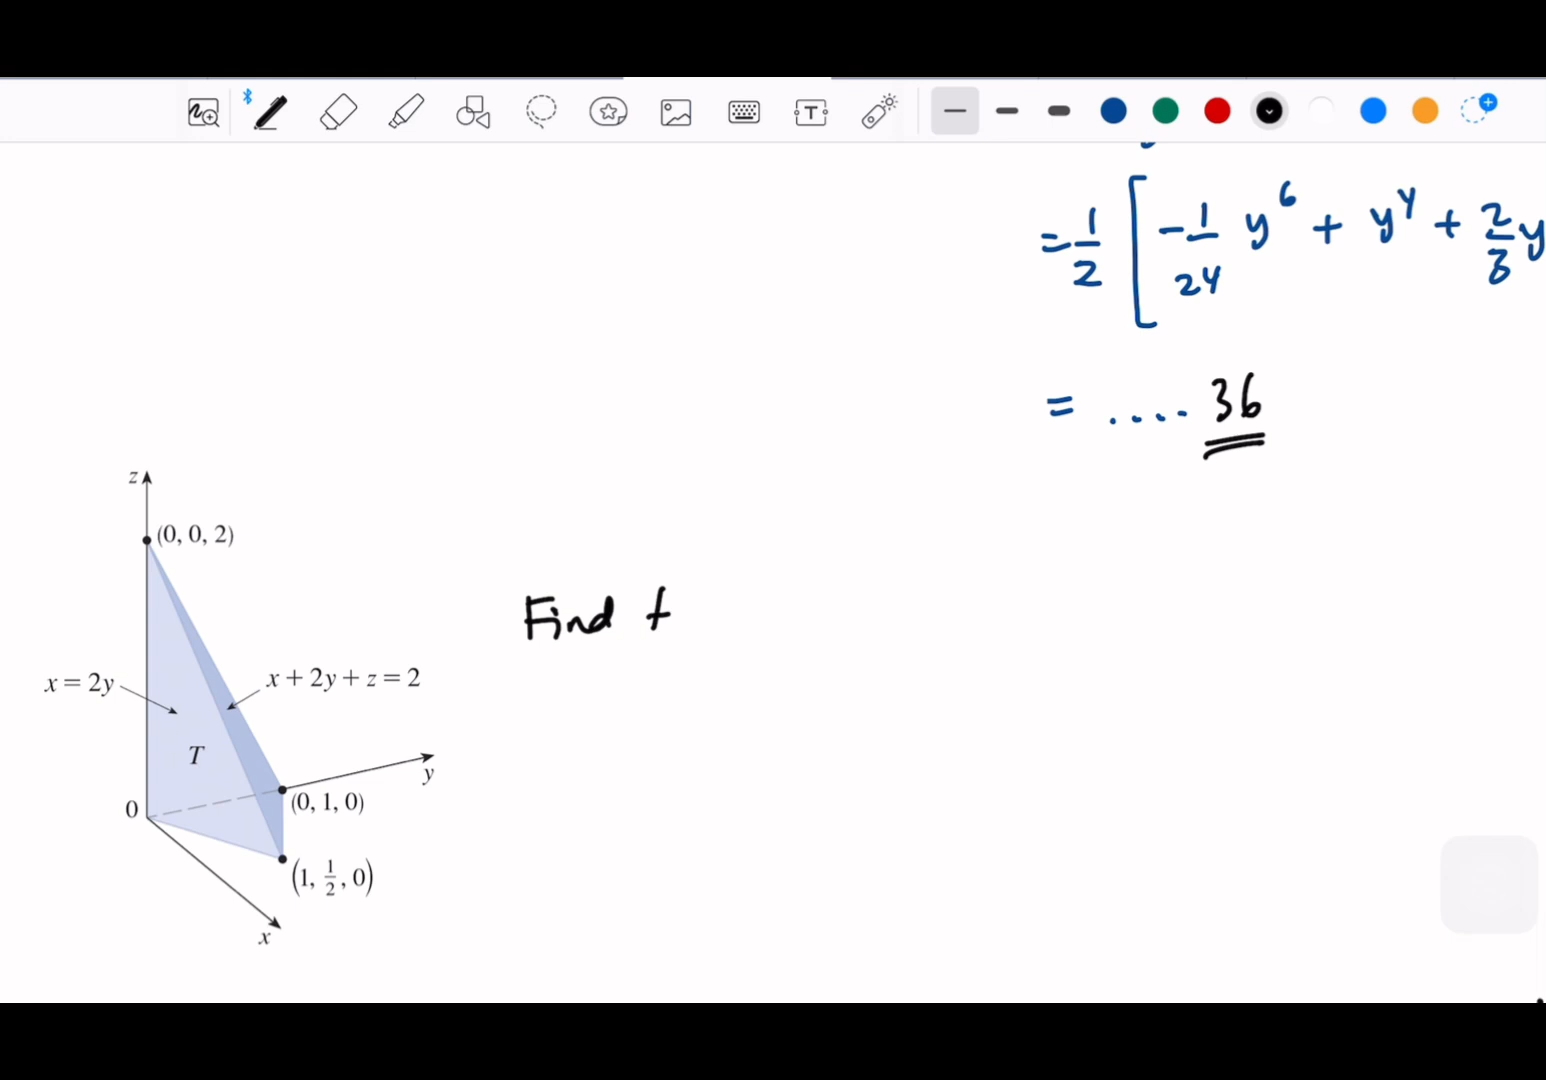 = 1/2 [ -1/24 y^6 + y^4 + 2/3 y
= .... 36
z
(0, 0, 2)
Find t
x = 2y
x + 2y + z = 2
T
y
0
(0, 1, 0)
(1, 1/2, 0)
x